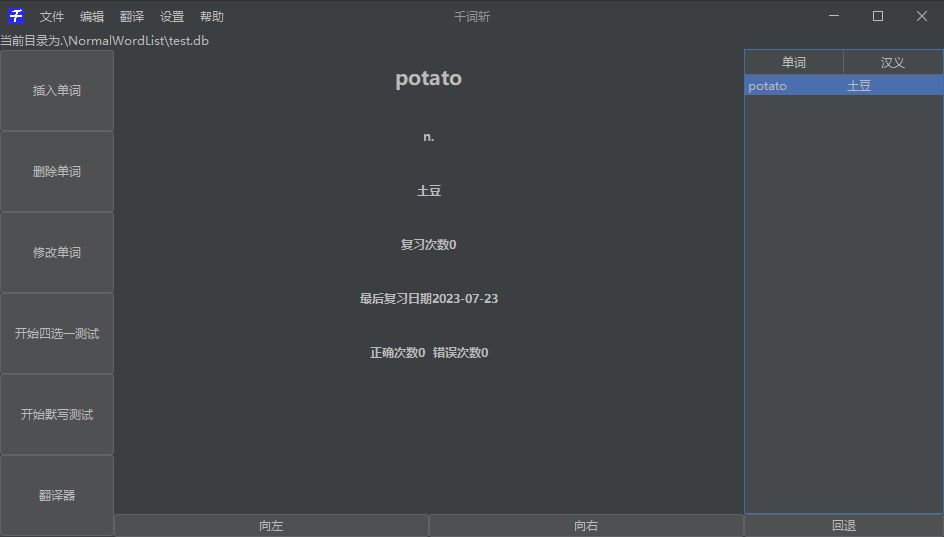 千 文件 编辑 翻译 设置 帮助 千词斩
当前目录为.\NormalWordList\test.db
插入单词
删除单词
修改单词
开始四选一测试
开始默写测试
翻译器
potato
n.
土豆
复习次数0
最后复习日期2023-07-23
正确次数0 错误次数0
向左 向右
单词 汉义
potato 土豆
回退